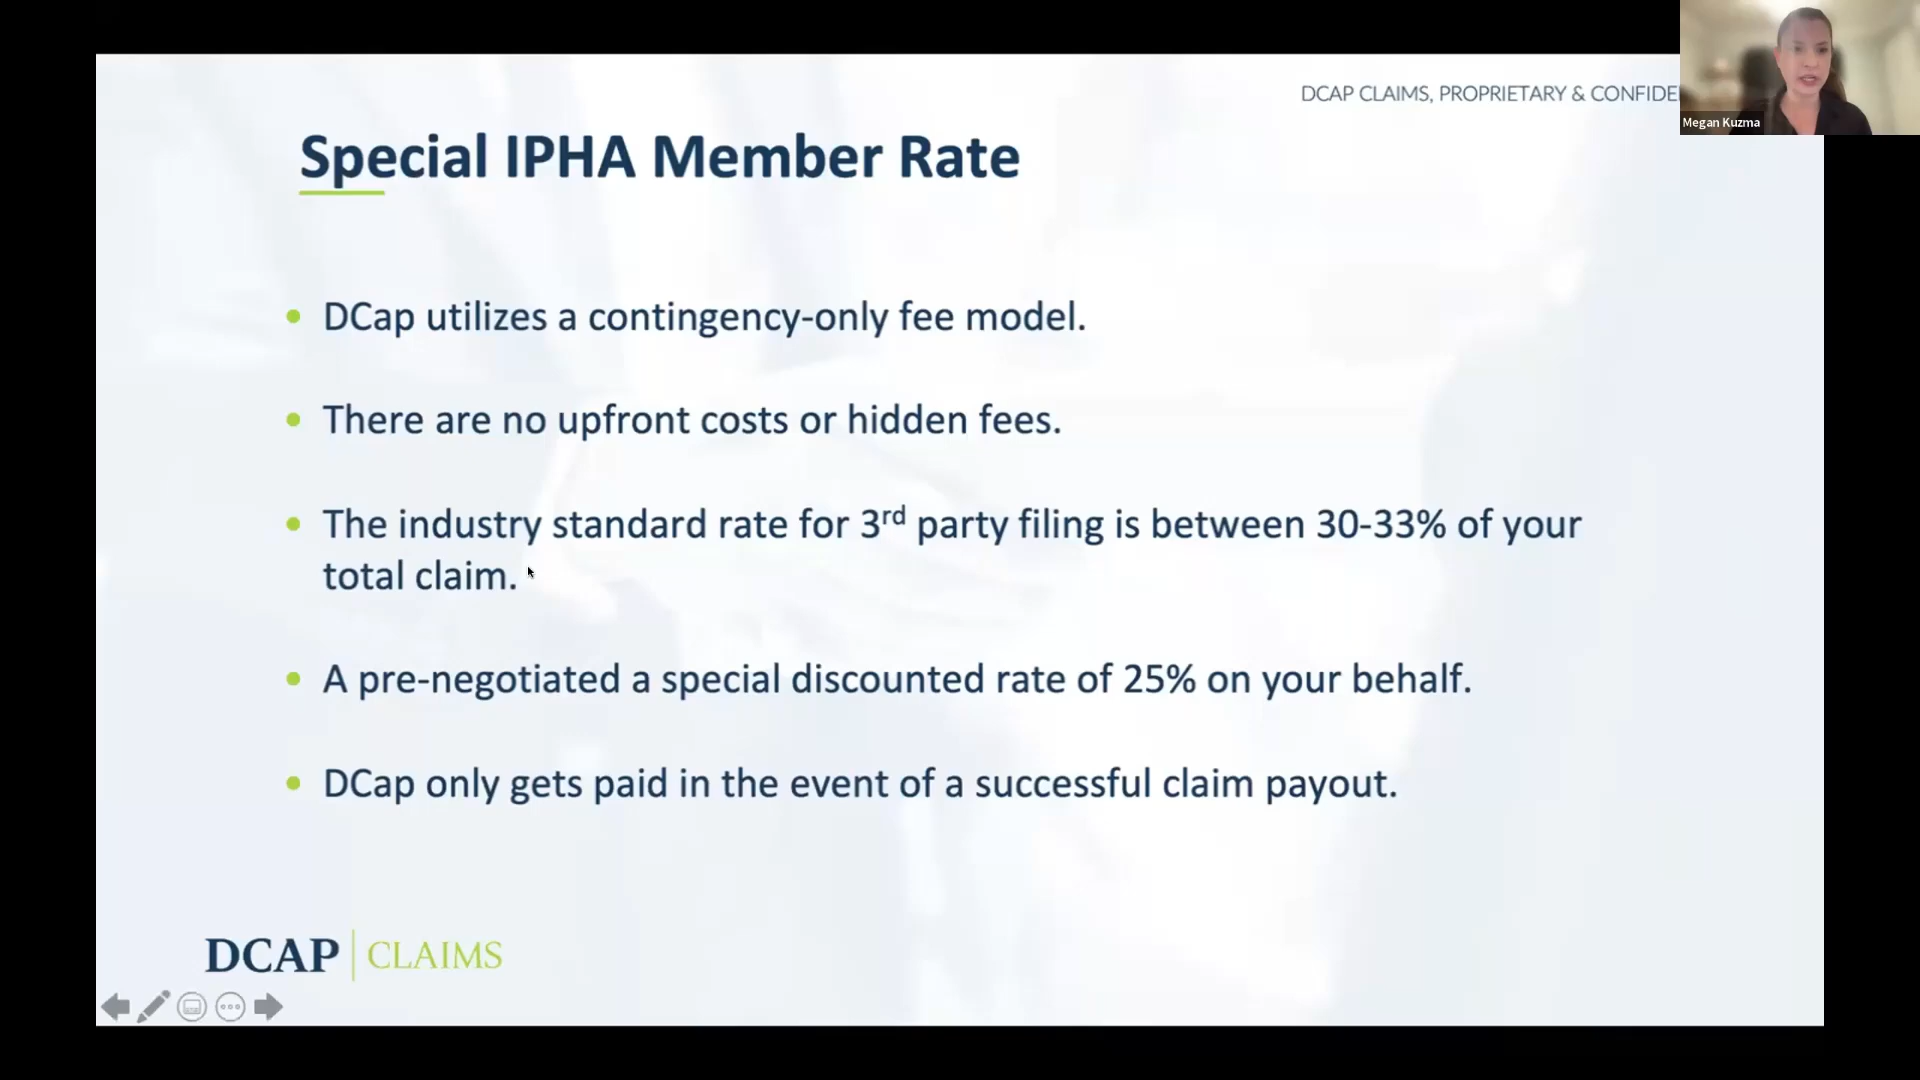 DCAP CLAIMS, PROPRIETARY & CONFIDE
Megan Kuzma
Special IPHA Member Rate
DCap utilizes a contingency-only fee model.
There are no upfront costs or hidden fees.
The industry standard rate for 3rd party filing is between 30-33% of your
total claim.
A pre-negotiated a special discounted rate of 25% on your behalf.
DCap only gets paid in the event of a successful claim payout.
DCAP | CLAIMS